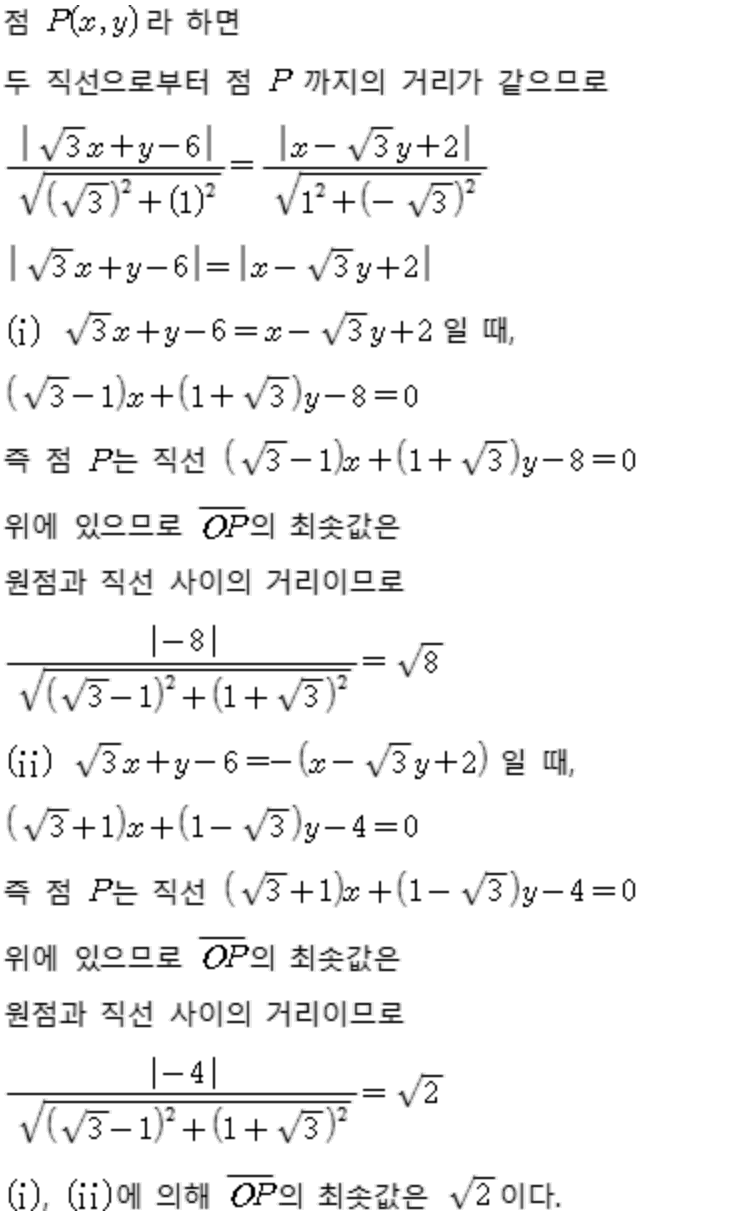 점 P(x, y)라 하면
두 직선으로부터 점 P 까지의 거리가 같으므로
|√3x+y−6| / √((√3)²+(1)²) = |x−√3y+2| / √(1²+(−√3)²)
|√3x+y−6|=|x−√3y+2|
(i) √3x+y−6=x−√3y+2 일 때,
(√3−1)x+(1+√3)y−8=0
즉 점 P는 직선 (√3−1)x+(1+√3)y−8=0
위에 있으므로 O̅P̅의 최솟값은
원점과 직선 사이의 거리이므로
|−8| / √((√3−1)²+(1+√3)²) = √8
(ii) √3x+y−6=−(x−√3y+2) 일 때,
(√3+1)x+(1−√3)y−4=0
즉 점 P는 직선 (√3+1)x+(1−√3)y−4=0
위에 있으므로 O̅P̅의 최솟값은
원점과 직선 사이의 거리이므로
|−4| / √((√3−1)²+(1+√3)²) = √2
(i), (ii)에 의해 O̅P̅의 최솟값은 √2이다.